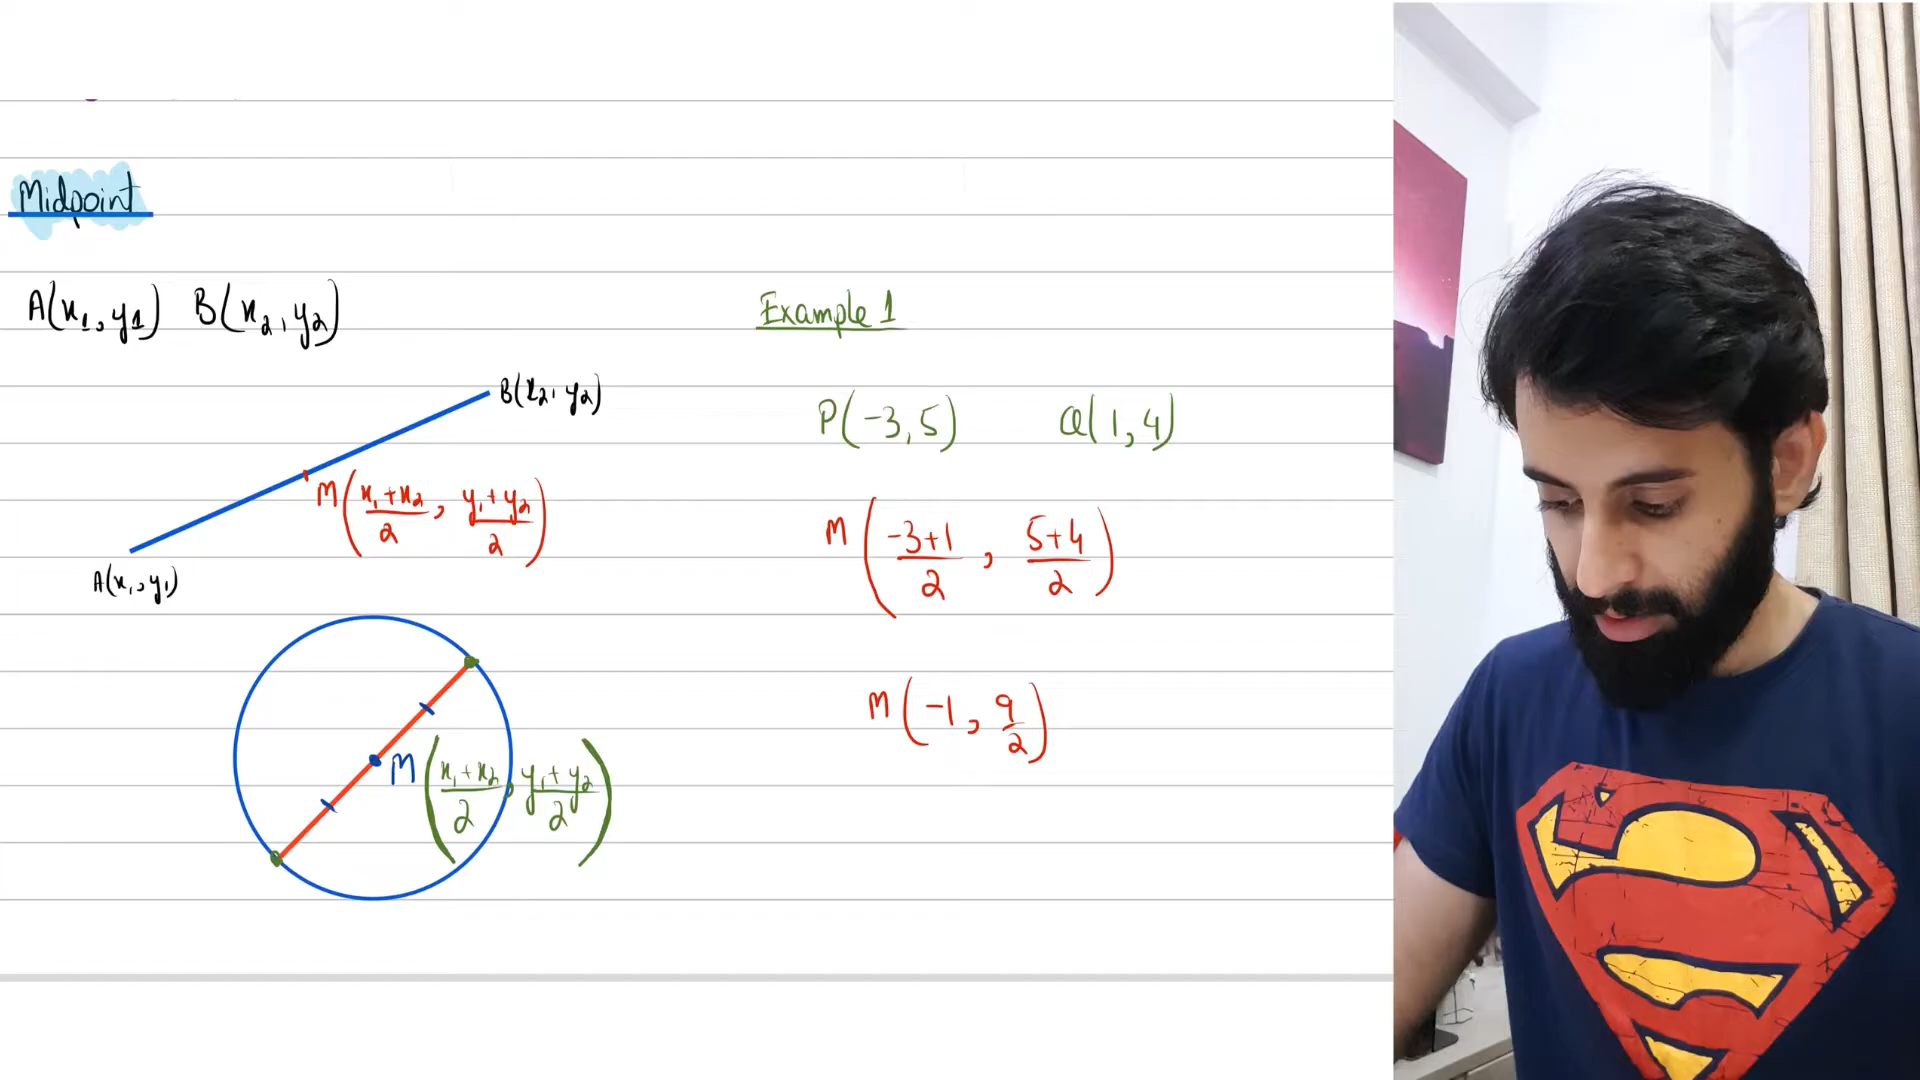 Midpoint
A(x₁, y₁) B(x₂, y₂)
B(x₂, y₂)
M((x₁+x₂)/2, (y₁+y₂)/2)
A(x₁, y₁)
M((x₁+x₂)/2, (y₁+y₂)/2)
Example 1
P(-3, 5) Q(1, 4)
M((-3+1)/2, (5+4)/2)
M(-1, 9/2)